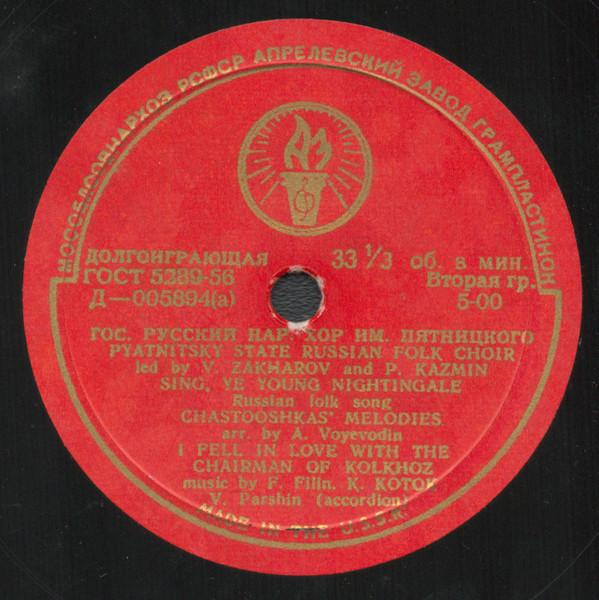 МОСОБЛСОВНАРХОЗ РСФСР АПРЕЛЕВСКИЙ ЗАВОД ГРАМПЛАСТИНОК
ДОЛГОИГРАЮЩАЯ 33 1/3 об. в мин.
ГОСТ 5289-56 Вторая гр.
Д—005894(а) 5-00
ГОС. РУССКИЙ НАР. ХОР ИМ. ПЯТНИЦКОГО
PYATNITSKY STATE RUSSIAN FOLK CHOIR
led by V. ZAKHAROV and P. KAZMIN
SING, YE YOUNG NIGHTINGALE
Russian folk song
CHASTOOSHKAS' MELODIES
arr. by A. Voyevodin
I FELL IN LOVE WITH THE
CHAIRMAN OF KOLKHOZ
music by F. Filin. K. KOTOK
V. Parshin (accordion)
MADE IN THE U.S.S.R.